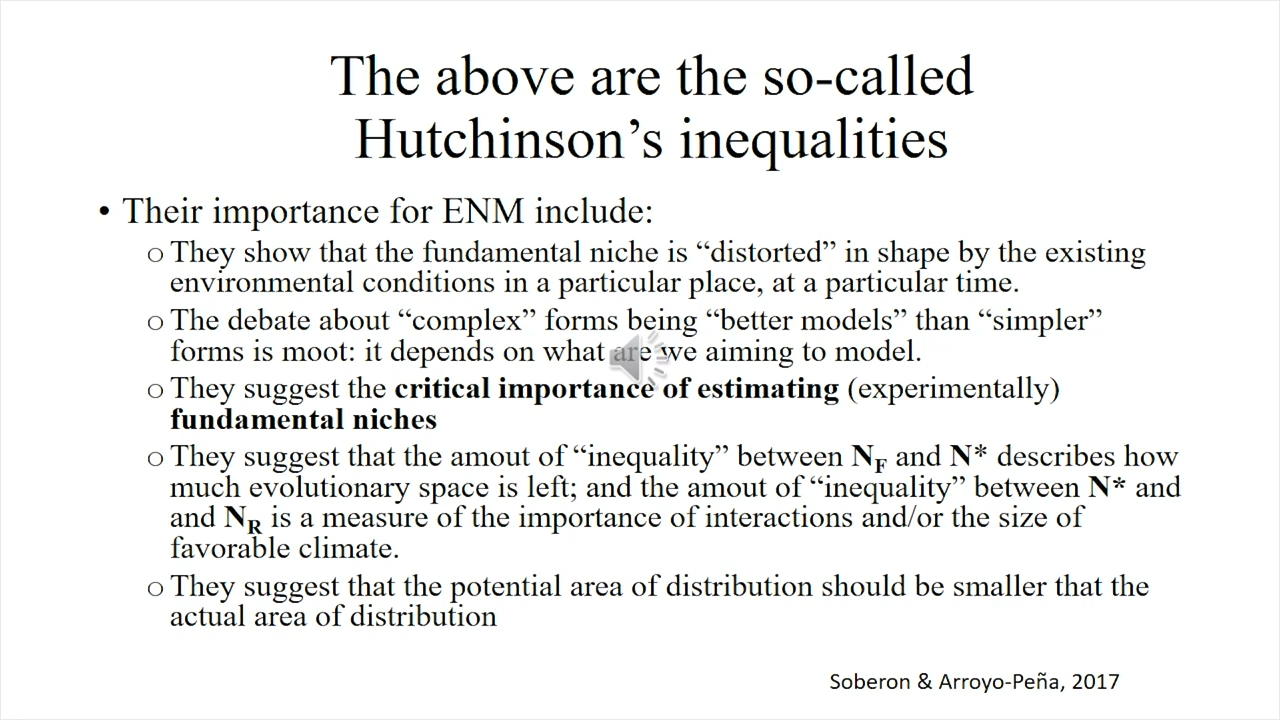 The above are the so-called
Hutchinson’s inequalities
• Their importance for ENM include:
o They show that the fundamental niche is “distorted” in shape by the existing
environmental conditions in a particular place, at a particular time.
o The debate about “complex” forms being “better models” than “simpler”
forms is moot: it depends on what are we aiming to model.
o They suggest the critical importance of estimating (experimentally)
fundamental niches
o They suggest that the amout of “inequality” between NF and N* describes how
much evolutionary space is left; and the amout of “inequality” between N* and
and NR is a measure of the importance of interactions and/or the size of
favorable climate.
o They suggest that the potential area of distribution should be smaller that the
actual area of distribution
Soberon & Arroyo-Peña, 2017